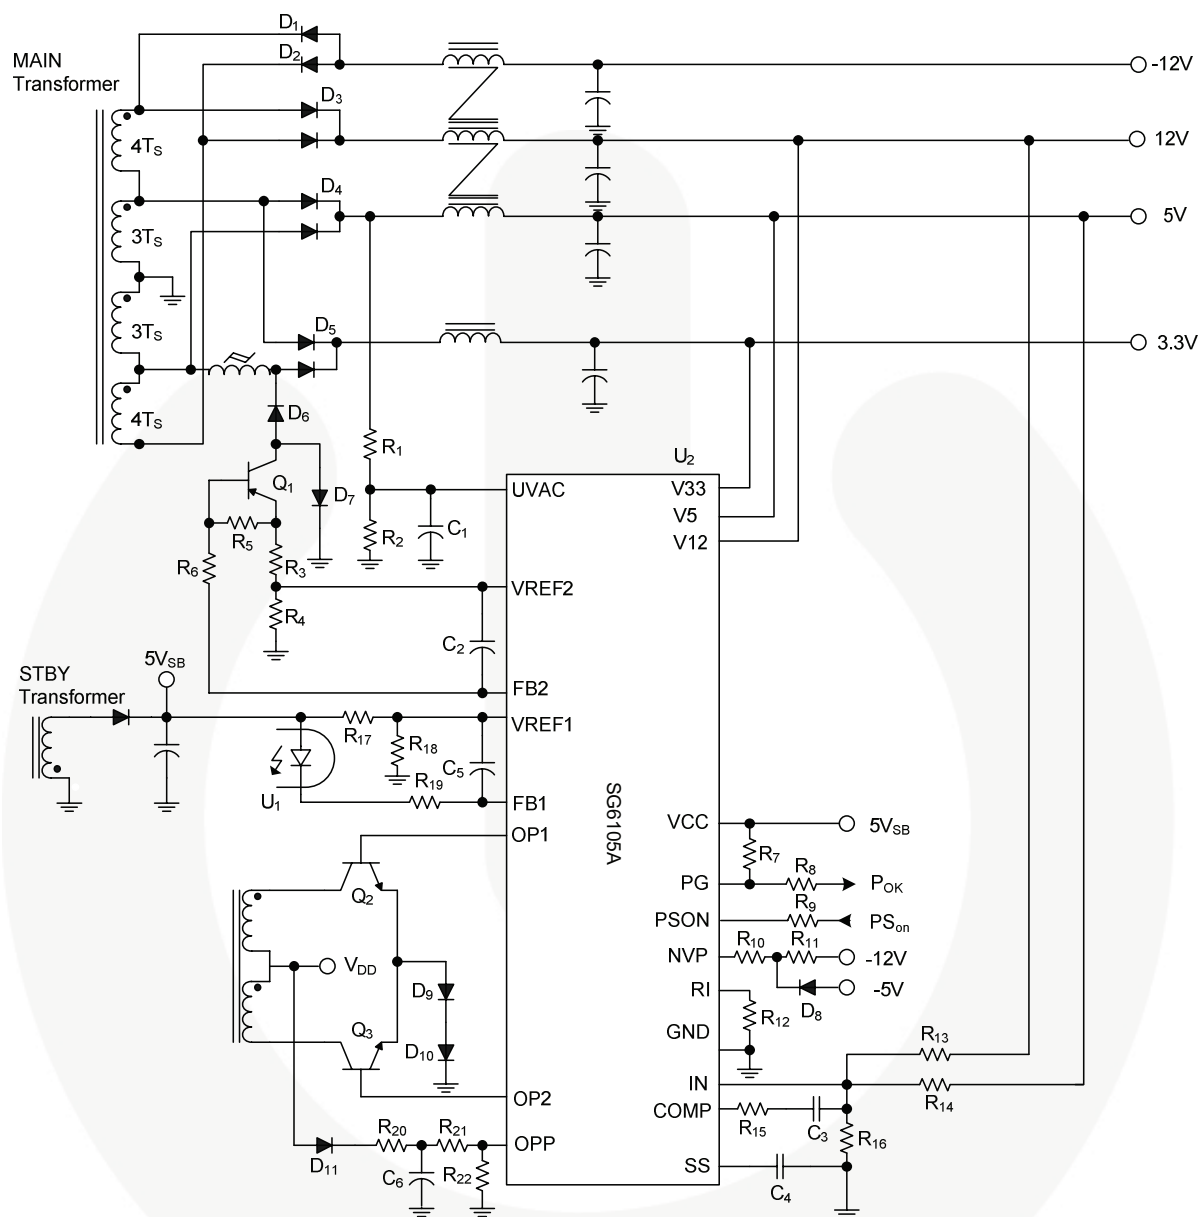 D1
D2
-12V
MAIN
Transformer
D3
12V
4TS
D4
5V
3TS
3TS
D5
3.3V
4TS
D6
R1
U2
Q1
D7
UVAC
V33
R5
R2
C1
V5
V12
R6
R3
VREF2
R4
C2
STBY
Transformer
5VSB
FB2
VREF1
R17
R18
C5
R19
U1
FB1
SG6105A
OP1
VCC
5VSB
R7
Q2
PG
R8
POK
PSON
R9
PSon
VDD
NVP
R10
R11
-12V
D9
RI
D8
-5V
Q3
R12
D10
GND
R13
IN
R14
OP2
COMP
R15
C3
R16
R20
R21
OPP
D11
C6
R22
SS
C4